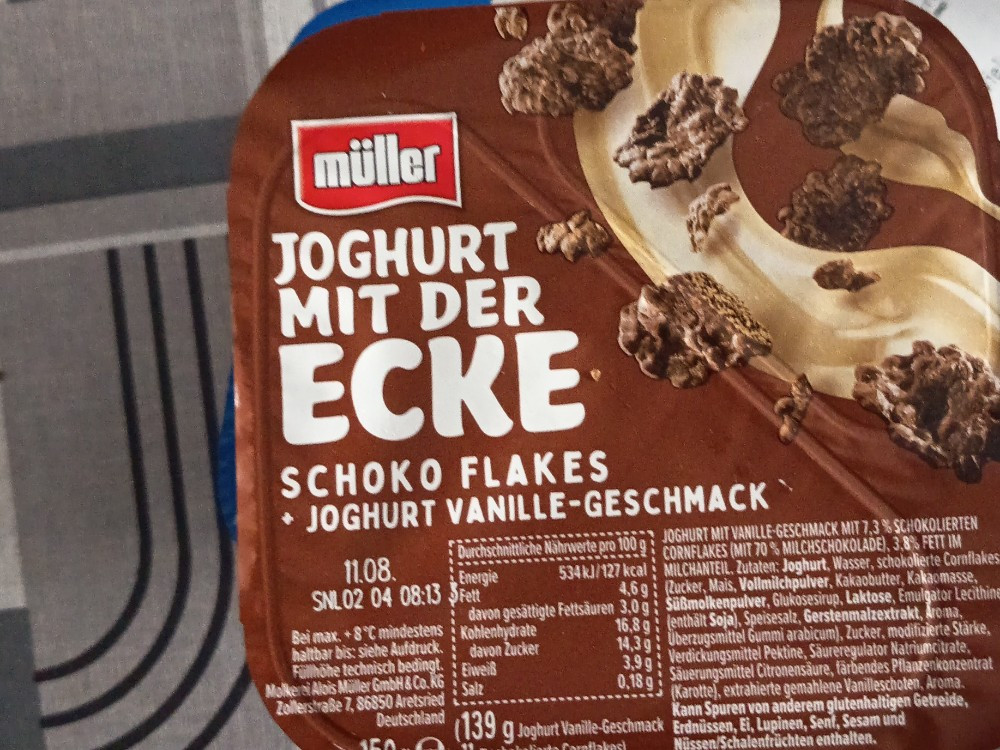 müller
JOGHURT
MIT DER
ECKE
SCHOKO FLAKES
+ JOGHURT VANILLE-GESCHMACK
11.08.
SNL02 04 08:13 3
Bei max. +8°C mindestens
haltbar bis: siehe Aufdruck.
Füllhöhe technisch bedingt.
Molkerei Alois Müller GmbH & Co. KG
Zollerstraße 7, 86850 Aretsried
Deutschland
Durchschnittliche Nährwerte pro 100 g
Energie 534 kJ/127 kcal
Fett 4,6 g
davon gesättigte Fettsäuren 3,0 g
Kohlenhydrate 16,8 g
davon Zucker 14,3 g
Eiweiß 3,9 g
Salz 0,18 g
(139 g Joghurt Vanille-Geschmack
JOGHURT MIT VANILLE-GESCHMACK MIT 7,3 % SCHOKOLIERTEN
CORNFLAKES (MIT 70 % MILCHSCHOKOLADE), 3,8% FETT IM
MILCHANTEIL. Zutaten: Joghurt, Wasser, schokolierte Cornflakes
(Zucker, Mais, Vollmilchpulver, Kakaobutter, Kakaomasse,
Süßmolkenpulver, Glukosesirup, Laktose, Emulgator Lecithine
(enthält Soja), Speisesalz, Gerstenmalzextrakt, Aroma,
Überzugsmittel Gummi arabicum), Zucker, modifizierte Stärke,
Verdickungsmittel Pektine, Säureregulator Natriumcitrate,
Säuerungsmittel Citronensäure, färbendes Pflanzenkonzentrat
(Karotte), extrahierte gemahlene Vanilleschoten, Aroma.
Kann Spuren von anderem glutenhaltigen Getreide,
Erdnüssen, Ei, Lupinen, Senf, Sesam und
Nüssen/Schalenfrüchten enthalten.